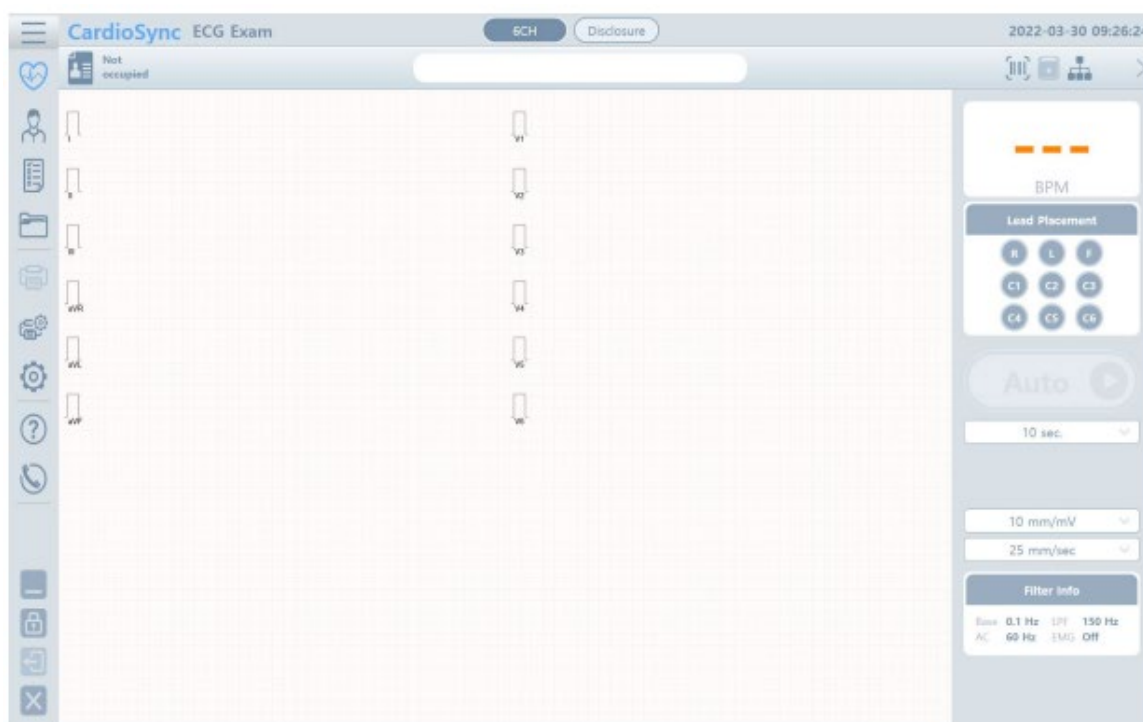 CardioSync ECG Exam
6CH
Disclosure
2022-03-30 09:26:24
Not
occupied
I
V1
II
V2
III
V3
aVR
V4
aVL
V5
aVF
V6
BPM
Lead Placement
R L F
C1 C2 C3
C4 C5 C6
Auto
10 sec.
10 mm/mV
25 mm/sec
Filter Info
Base 0.1 Hz LPF 150 Hz
AC 60 Hz EMG Off